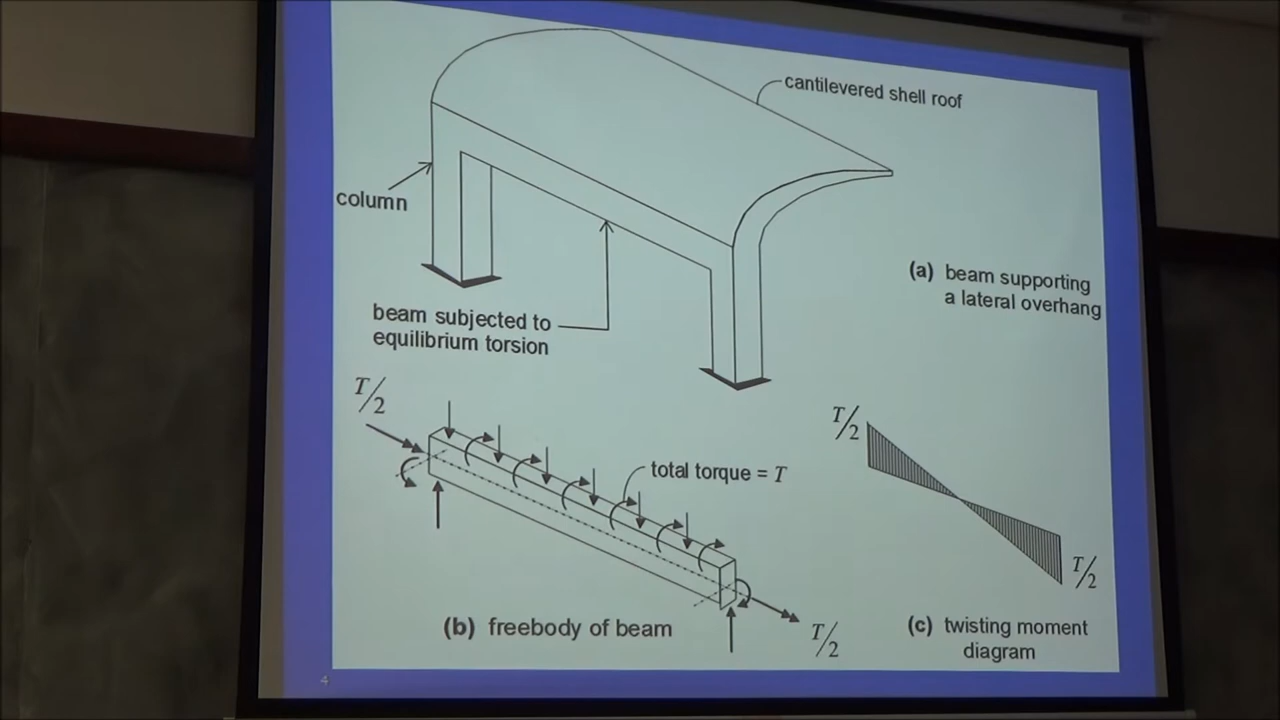 cantilevered shell roof
column
(a) beam supporting
a lateral overhang
beam subjected to
equilibrium torsion
T/2
T/2
total torque = T
T/2
(b) freebody of beam
T/2
(c) twisting moment
diagram
4